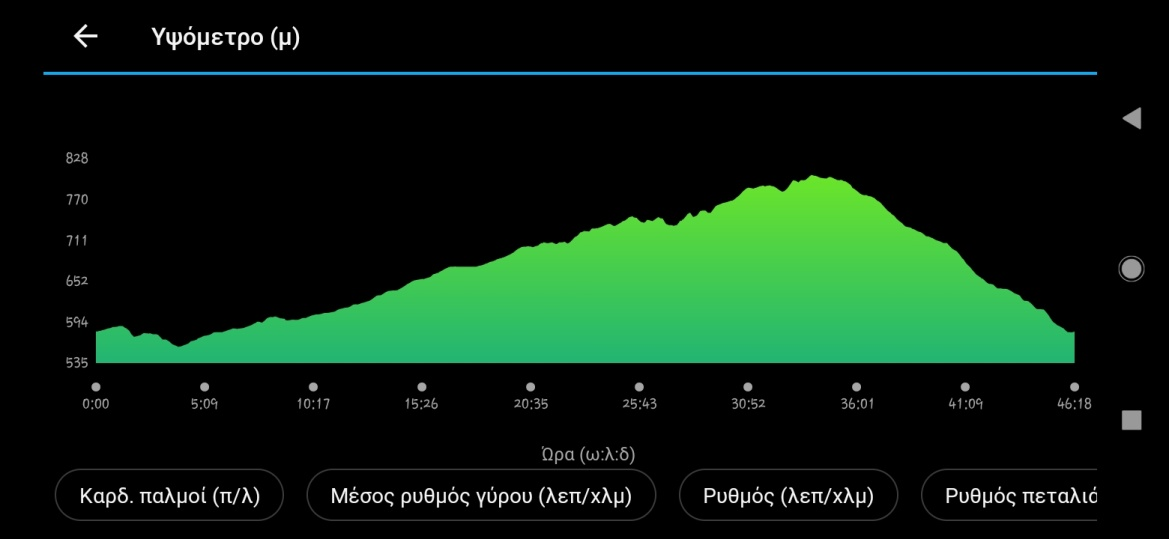 Υψόμετρο (μ)
828
770
711
652
594
535
0:00 5:09 10:17 15:26 20:35 25:43 30:52 36:01 41:09 46:18
Ώρα (ω:λ:δ)
Καρδ. παλμοί (π/λ) Μέσος ρυθμός γύρου (λεπ/χλμ) Ρυθμός (λεπ/χλμ) Ρυθμός πεταλιά